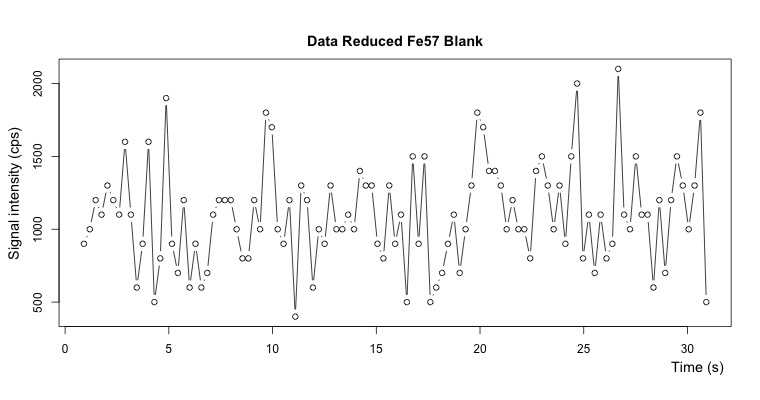 Data Reduced Fe57 Blank
Signal intensity (cps)
2000
1500
1000
500
0 5 10 15 20 25 30
Time (s)